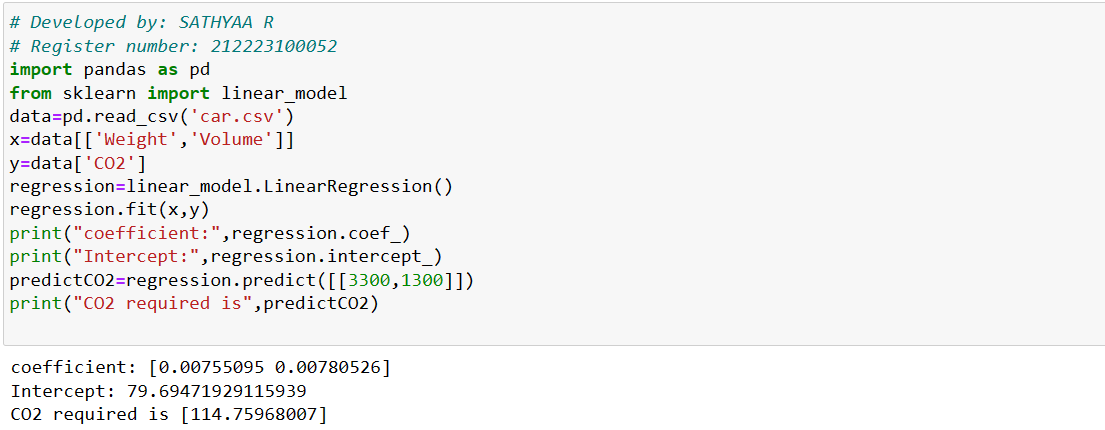 # Developed by: SATHYAA R
# Register number: 212223100052
import pandas as pd
from sklearn import linear_model
data=pd.read_csv('car.csv')
x=data[['Weight','Volume']]
y=data['CO2']
regression=linear_model.LinearRegression()
regression.fit(x,y)
print("coefficient:",regression.coef_)
print("Intercept:",regression.intercept_)
predictCO2=regression.predict([[3300,1300]])
print("CO2 required is",predictCO2)
coefficient: [0.00755095 0.00780526]
Intercept: 79.69471929115939
CO2 required is [114.75968007]